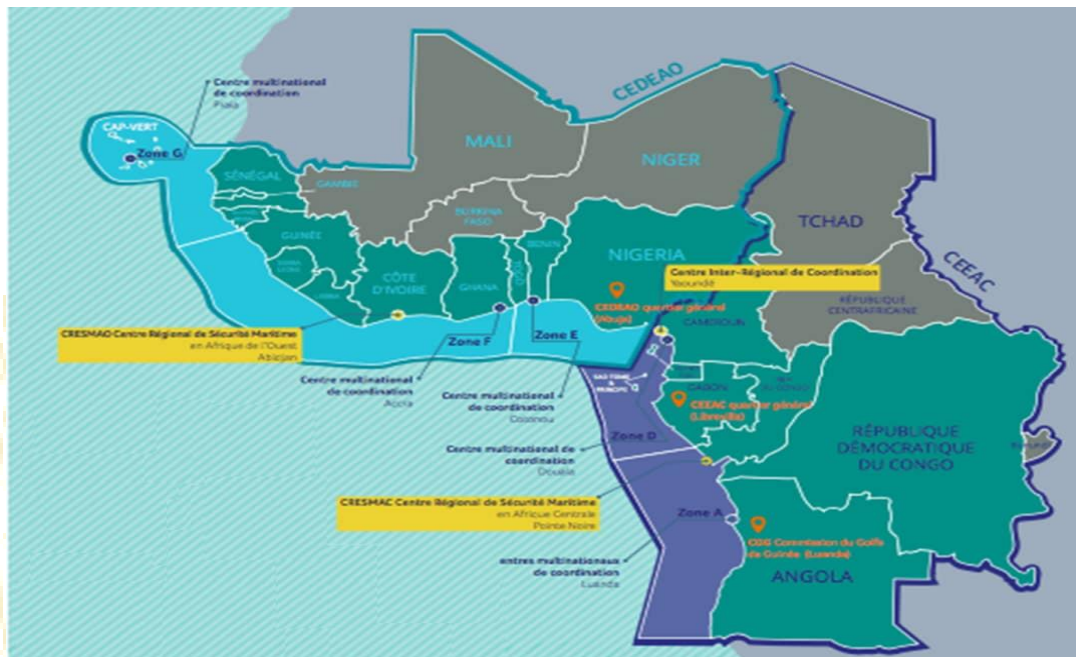 Centre multinational
de coordination
Praia
CEDEAO
CAP-VERT
Zone G
MALI
NIGER
SÉNÉGAL
GAMBIE
TCHAD
BURKINA
FASO
CEEAC
GUINÉE
BENIN
NIGERIA
SIERRA
LEONE
CÔTE
D'IVOIRE
GHANA
TOGO
LIBERIA
Centre Inter-Régional de Coordination
Yaoundé
CEDEAO quartier général
(Abuja)
RÉPUBLIQUE
CENTRAFRICAINE
CAMEROUN
CRESMAO Centre Régional de Sécurité Maritime
en Afrique de l'Ouest
Abidjan
Zone F
Zone E
Centre multinational
de coordination
Accra
SAO TOMÉ
& PRINCIPE
GABON
Centre multinational
de coordination
Cotonou
CEEAC quartier général
(Libreville)
Zone D
RÉPUBLIQUE
DÉMOCRATIQUE
DU CONGO
Centre multinational de
coordination
Douala
CRESMAC Centre Régional de Sécurité Maritime
en Afrique Centrale
Pointe Noire
Zone A
CGG Commission du Golfe
de Guinée (Luanda)
entres multinationaux
de coordination
Luanda
ANGOLA